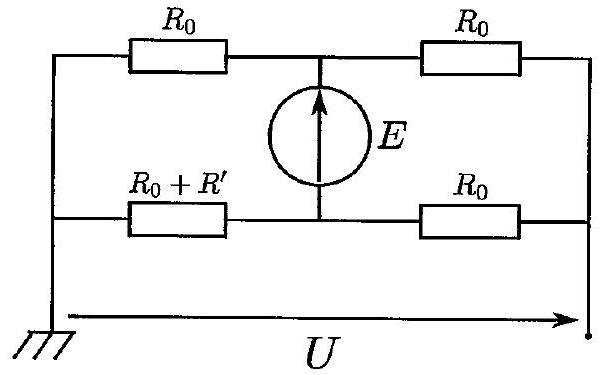 R₀ R₀
E
R₀ + R′ R₀
U